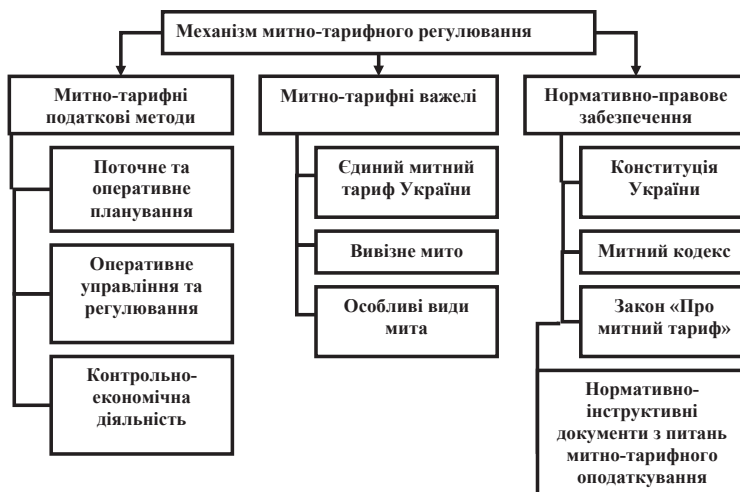 Механізм митно-тарифного регулювання
Митно-тарифні
податкові методи
Поточне та
оперативне
планування
Оперативне
управління та
регулювання
Контрольно-
економічна
діяльність
Митно-тарифні важелі
Єдиний митний
тариф України
Вивізне мито
Особливі види
мита
Нормативно-правове
забезпечення
Конституція
України
Митний кодекс
Закон «Про
митний тариф»
Нормативно-
інструктивні
документи з питань
митно-тарифного
оподаткування